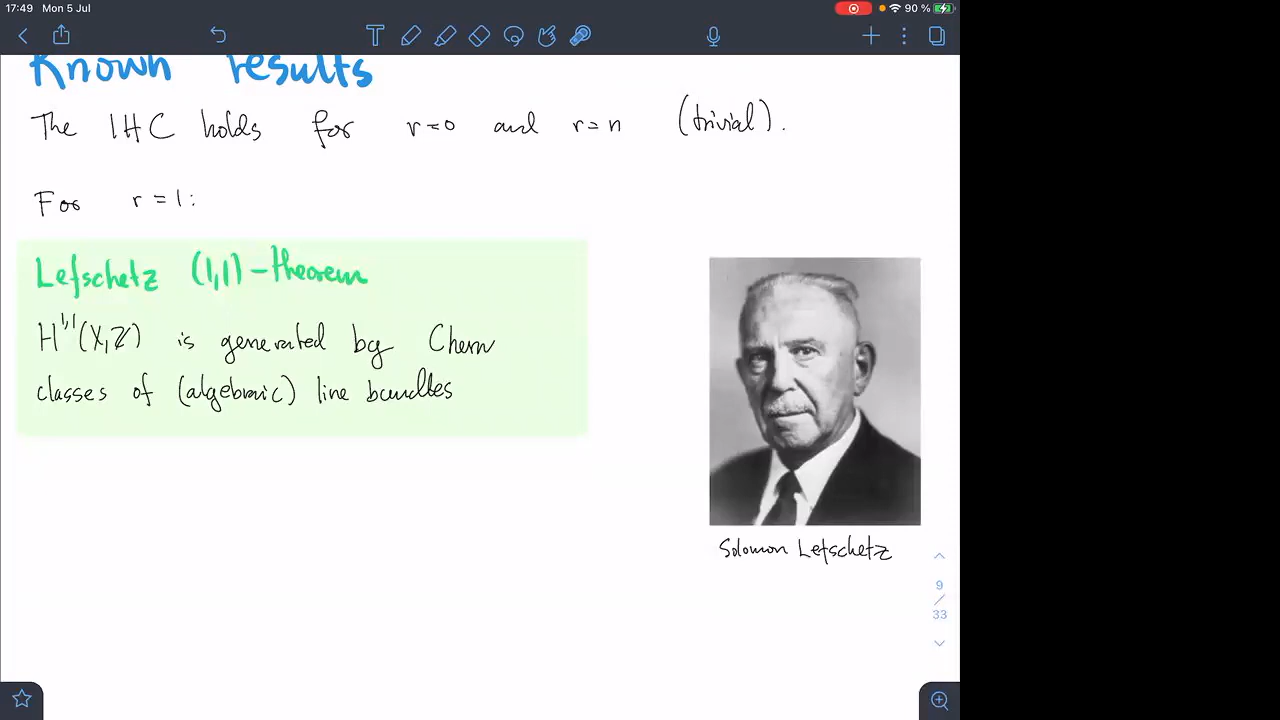 17:49 Mon 5 Jul
90 %
Known results
The IHC holds for r=0 and r=n (trivial).
For r=1:
Lefschetz (1,1)-theorem
H^{1,1}(X,ℤ) is generated by Chern
classes of (algebraic) line bundles
Solomon Lefschetz
9
/
33